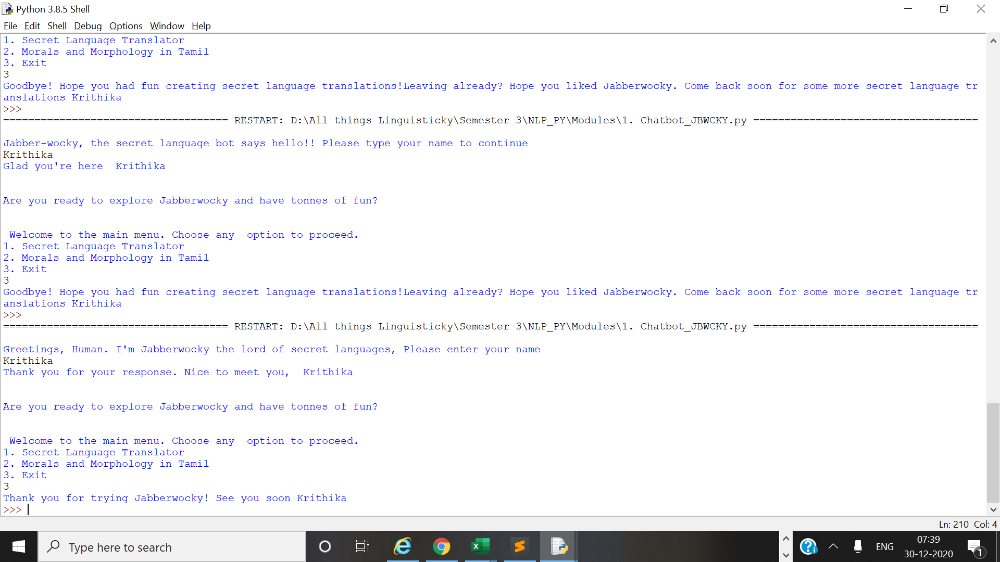 Python 3.8.5 Shell
File Edit Shell Debug Options Window Help
1. Secret Language Translator
2. Morals and Morphology in Tamil
3. Exit
3
Goodbye! Hope you had fun creating secret language translations!Leaving already? Hope you liked Jabberwocky. Come back soon for some more secret language tr
anslations Krithika
>>>
==================================== RESTART: D:\All things Linguisticky\Semester 3\NLP_PY\Modules\1. Chatbot_JBWCKY.py ====================================
Jabber-wocky, the secret language bot says hello!! Please type your name to continue
Krithika
Glad you're here  Krithika
Are you ready to explore Jabberwocky and have tonnes of fun?
 Welcome to the main menu. Choose any  option to proceed.
1. Secret Language Translator
2. Morals and Morphology in Tamil
3. Exit
3
Goodbye! Hope you had fun creating secret language translations!Leaving already? Hope you liked Jabberwocky. Come back soon for some more secret language tr
anslations Krithika
>>>
==================================== RESTART: D:\All things Linguisticky\Semester 3\NLP_PY\Modules\1. Chatbot_JBWCKY.py ====================================
Greetings, Human. I'm Jabberwocky the lord of secret languages, Please enter your name
Krithika
Thank you for your response. Nice to meet you,  Krithika
Are you ready to explore Jabberwocky and have tonnes of fun?
 Welcome to the main menu. Choose any  option to proceed.
1. Secret Language Translator
2. Morals and Morphology in Tamil
3. Exit
3
Thank you for trying Jabberwocky! See you soon Krithika
>>>
Ln: 210 Col: 4
Type here to search
ENG
07:39
30-12-2020
1